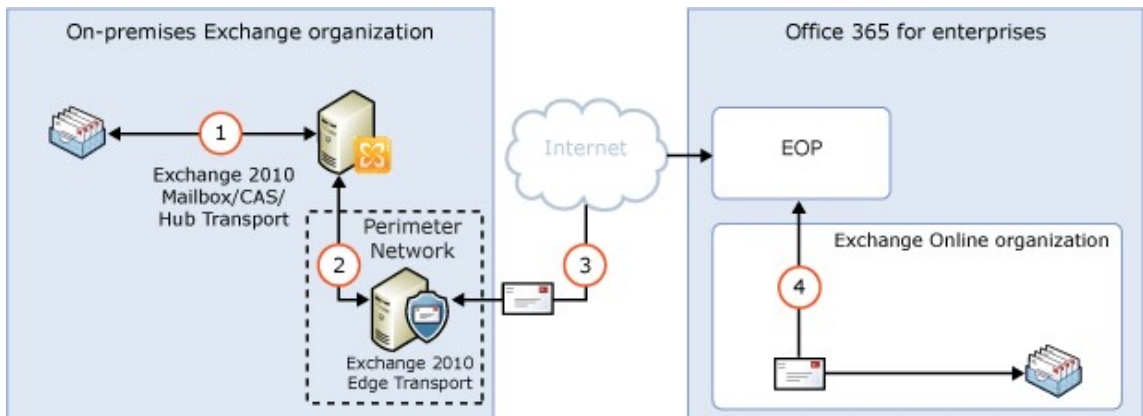 On-premises Exchange organization
1
Exchange 2010
Mailbox/CAS/
Hub Transport
2
Perimeter
Network
Exchange 2010
Edge Transport
Internet
3
Office 365 for enterprises
EOP
Exchange Online organization
4